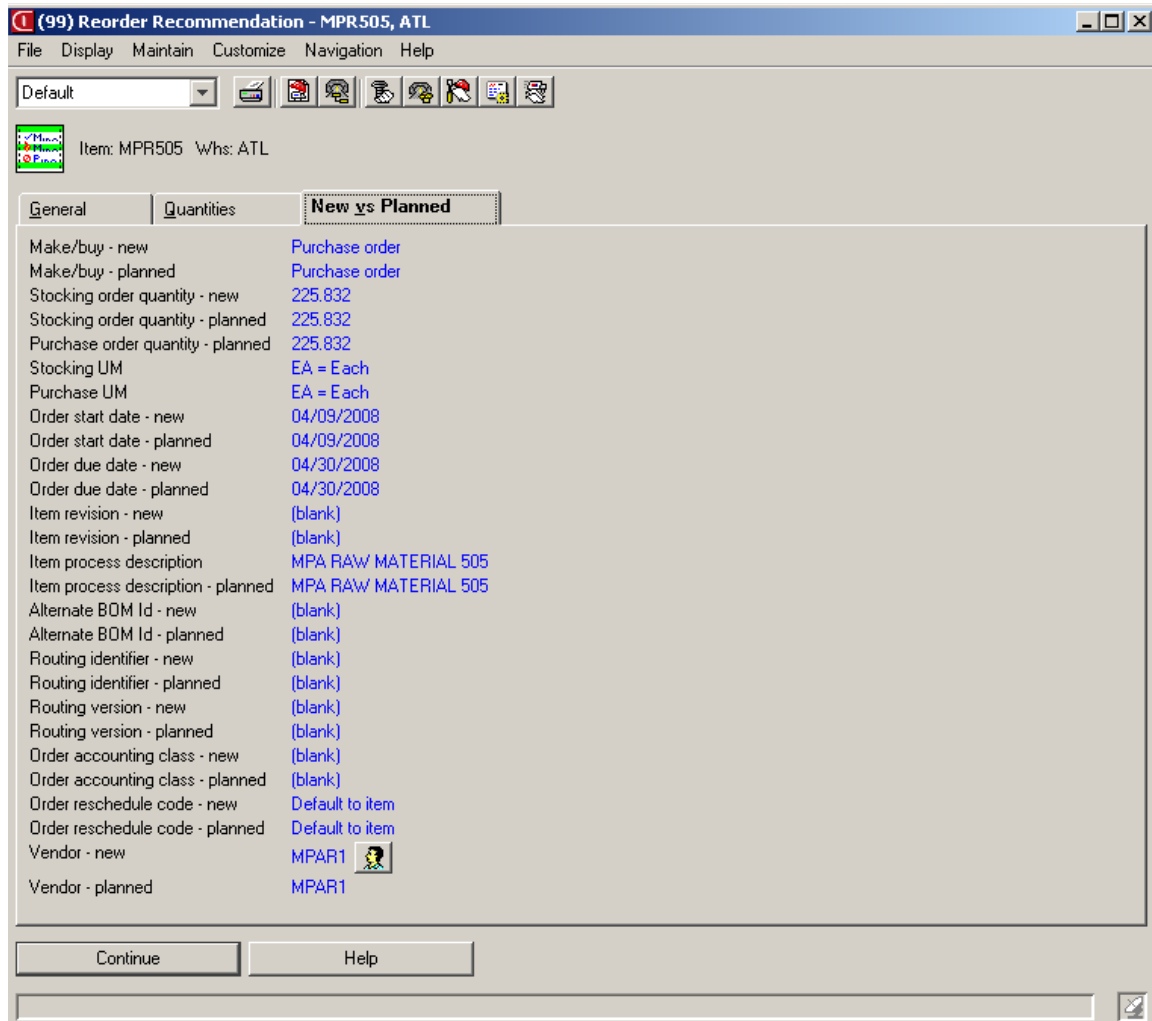 (99) Reorder Recommendation - MPR505, ATL
File Display Maintain Customize Navigation Help
Default
Item: MPR505 Whs: ATL
General Quantities New vs Planned
Make/buy - new Purchase order
Make/buy - planned Purchase order
Stocking order quantity - new 225.832
Stocking order quantity - planned 225.832
Purchase order quantity - planned 225.832
Stocking UM EA = Each
Purchase UM EA = Each
Order start date - new 04/09/2008
Order start date - planned 04/09/2008
Order due date - new 04/30/2008
Order due date - planned 04/30/2008
Item revision - new (blank)
Item revision - planned (blank)
Item process description MPA RAW MATERIAL 505
Item process description - planned MPA RAW MATERIAL 505
Alternate BOM Id - new (blank)
Alternate BOM Id - planned (blank)
Routing identifier - new (blank)
Routing identifier - planned (blank)
Routing version - new (blank)
Routing version - planned (blank)
Order accounting class - new (blank)
Order accounting class - planned (blank)
Order reschedule code - new Default to item
Order reschedule code - planned Default to item
Vendor - new MPAR1
Vendor - planned MPAR1
Continue Help